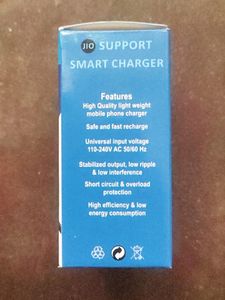 JIO SUPPORT
SMART CHARGER
Features
High Quality light weight
mobile phone charger
Safe and fast recharge
Universal input voltage
110-240V AC 50/60 Hz
Stabilized output, low ripple
& low interference
Short circuit & overload
protection
High efficiency & low
energy consumption